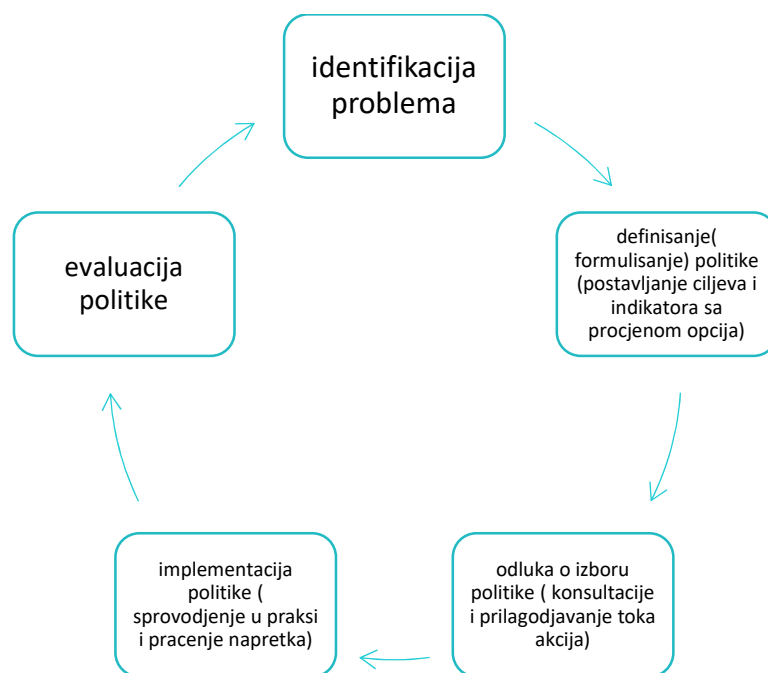 identifikacija
problema
definisanje(
formulisanje) politike
(postavljanje ciljeva i
indikatora sa
procjenom opcija)
odluka o izboru
politike ( konsultacije
i prilagodjavanje toka
akcija)
implementacija
politike (
sprovodjenje u praksi
i pracenje napretka)
evaluacija
politike